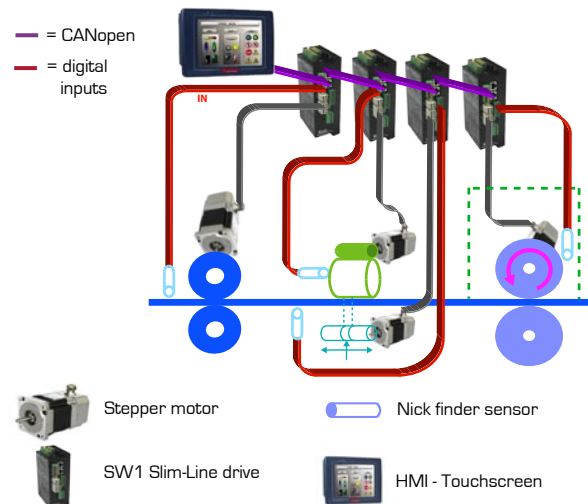 = CANopen
= digital
inputs
IN
Stepper motor
Nick finder sensor
SW1 Slim-Line drive
HMI - Touchscreen